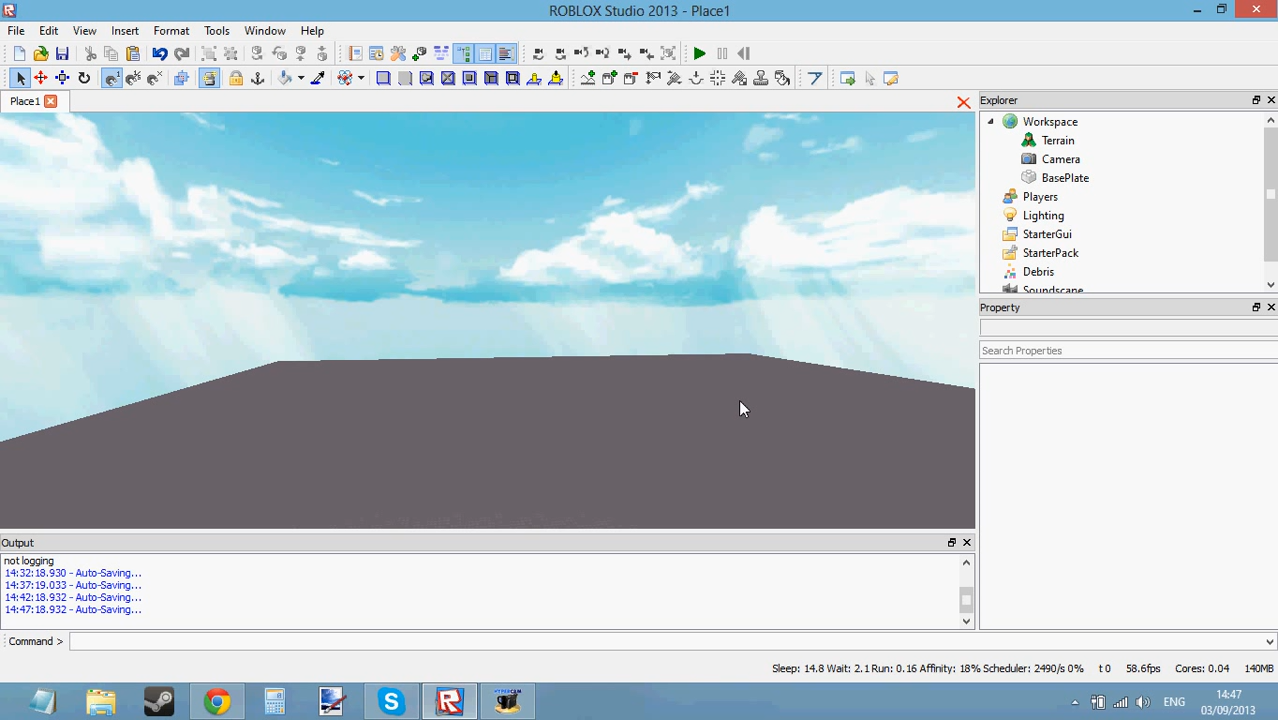 ROBLOX Studio 2013 - Place1
File Edit View Insert Format Tools Window Help
Place1
Explorer
Workspace
Terrain
Camera
BasePlate
Players
Lighting
StarterGui
StarterPack
Debris
Soundscape
Property
Search Properties
Output
not logging
14:32:18.930 - Auto-Saving...
14:37:19.033 - Auto-Saving...
14:42:18.932 - Auto-Saving...
14:47:18.932 - Auto-Saving...
Command >
Sleep: 14.8 Wait: 2.1 Run: 0.16 Affinity: 18% Scheduler: 2490/s 0% t 0 58.6fps Cores: 0.04 140MB
ENG
14:47
03/09/2013